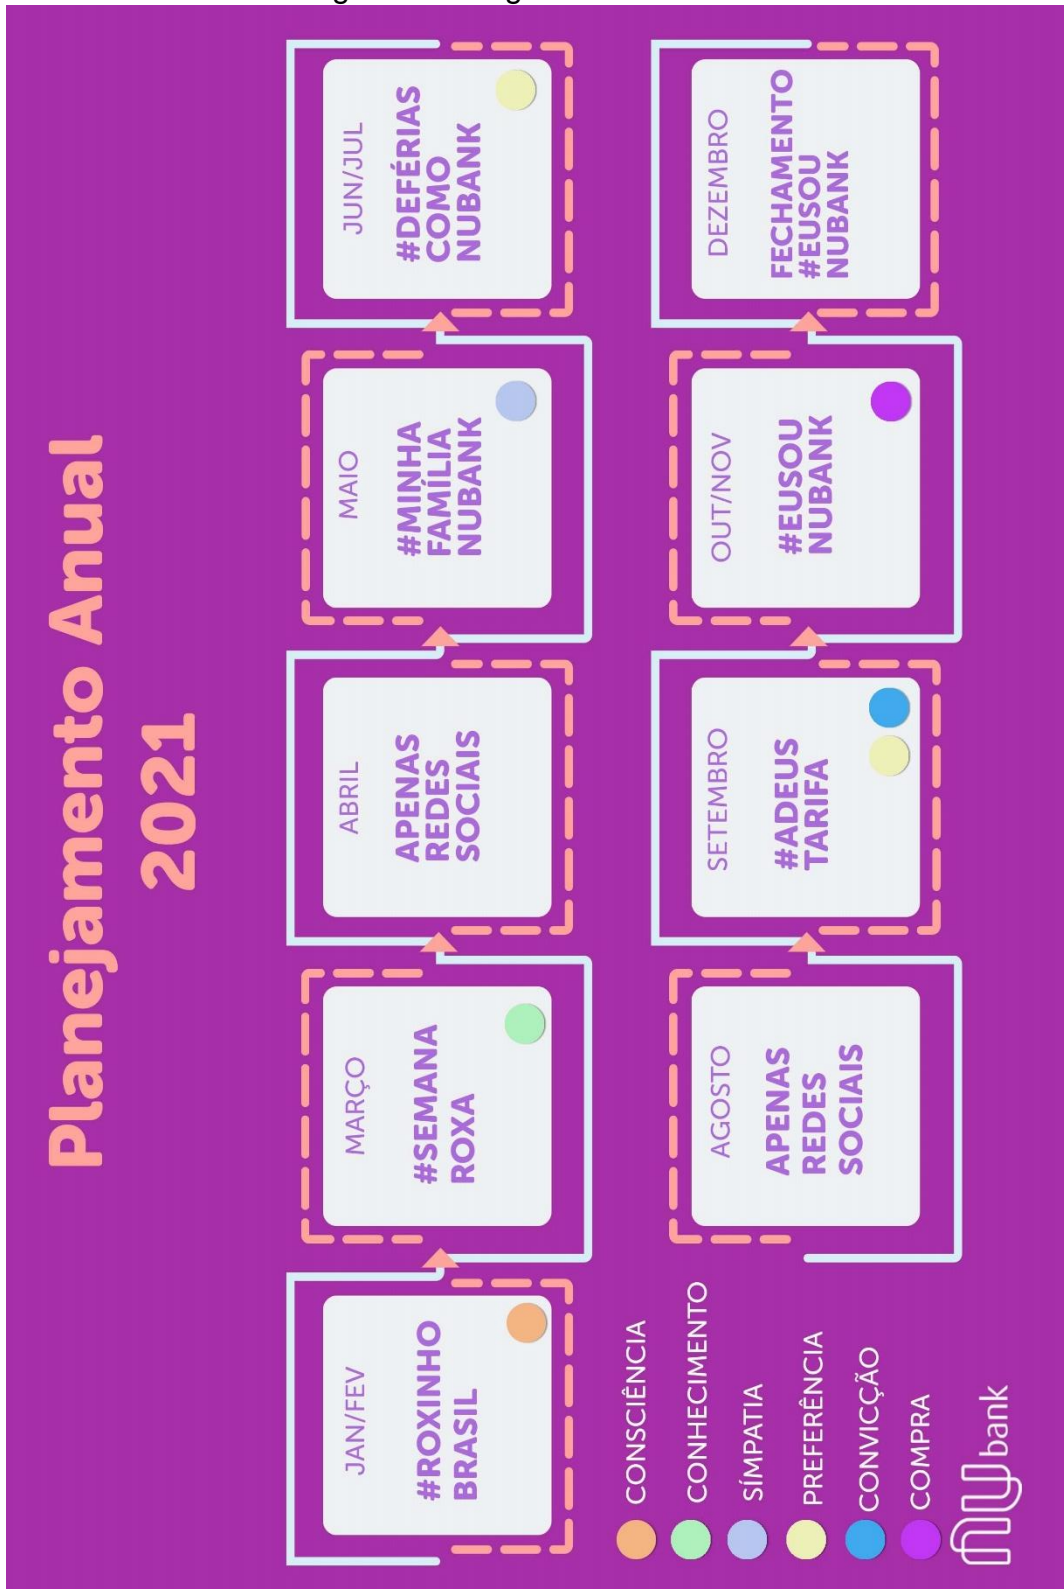 Planejamento Anual
2021
JAN/FEV
#ROXINHO
BRASIL
MARÇO
#SEMANA
ROXA
ABRIL
APENAS
REDES
SOCIAIS
MAIO
#MINHA
FAMÍLIA
NUBANK
JUN/JUL
#DEFÉRIAS
COMO
NUBANK
AGOSTO
APENAS
REDES
SOCIAIS
SETEMBRO
#ADEUS
TARIFA
OUT/NOV
#EUSOU
NUBANK
DEZEMBRO
FECHAMENTO
#EUSOU
NUBANK
CONSCIÊNCIA
CONHECIMENTO
SÍMPATIA
PREFERÊNCIA
CONVICÇÃO
COMPRA
nu bank